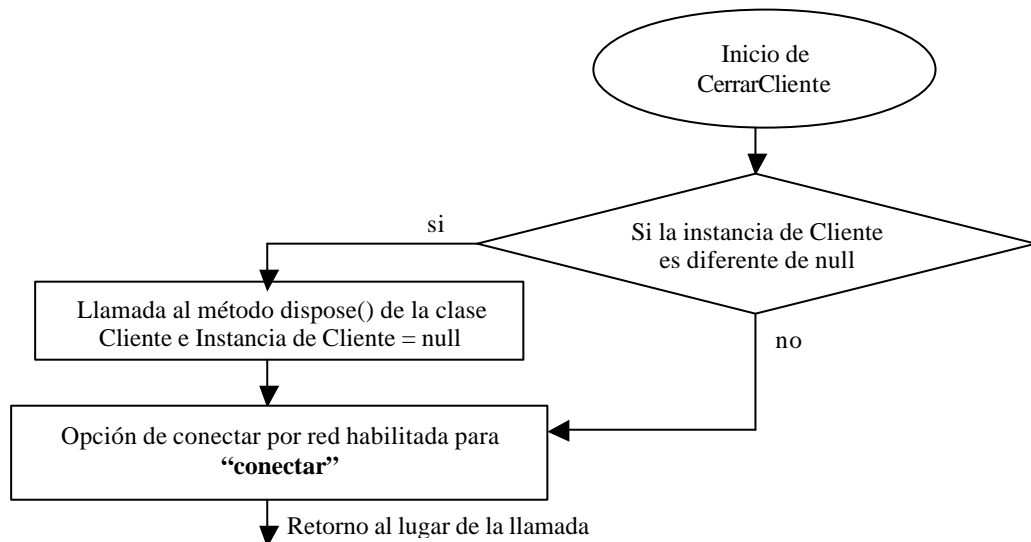 Inicio de
CerrarCliente
si
Si la instancia de Cliente
es diferente de null
Llamada al método dispose() de la clase
Cliente e Instancia de Cliente = null
no
Opción de conectar por red habilitada para
“conectar”
Retorno al lugar de la llamada